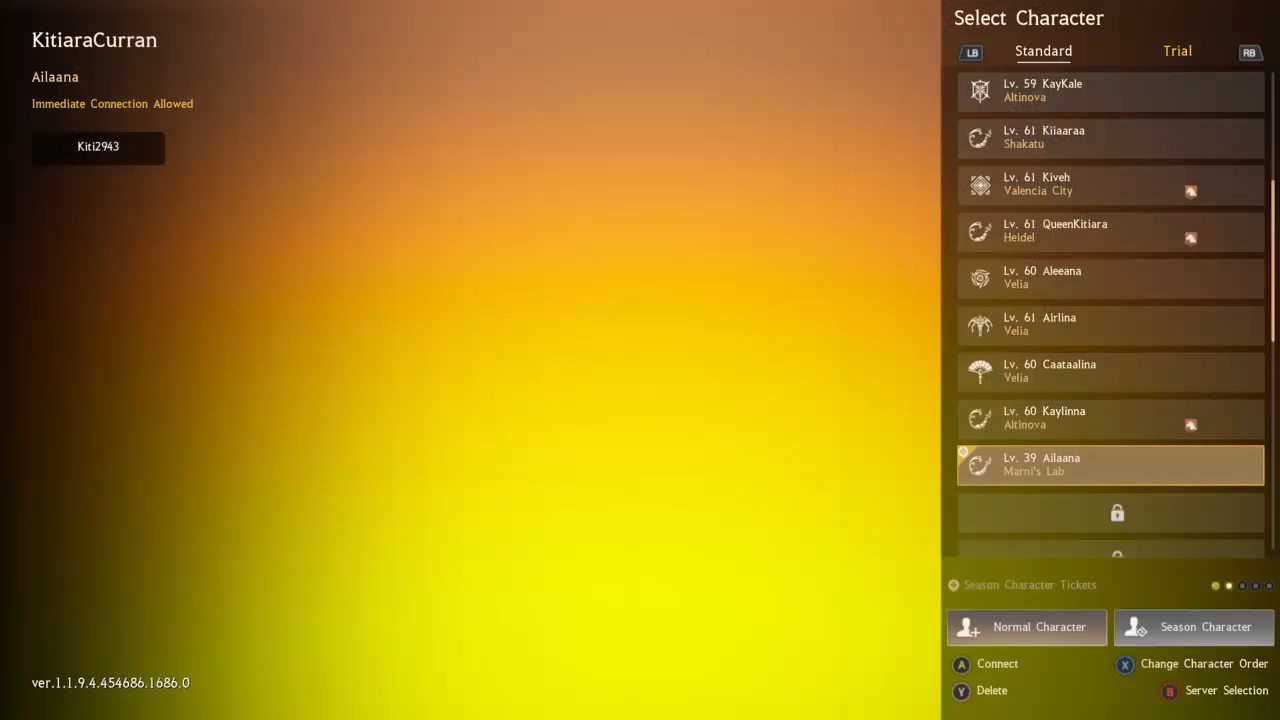 KitiaraCurran
Ailaana
Immediate Connection Allowed
Kiti2943
ver.1.1.9.4.454686.1686.0
Select Character
LB
Standard
Trial
RB
Lv. 59 KayKale
Altinova
Lv. 61 Kiiaaraa
Shakatu
Lv. 61 Kiveh
Valencia City
Lv. 61 QueenKitiara
Heidel
Lv. 60 Aleeana
Velia
Lv. 61 Airlina
Velia
Lv. 60 Caataalina
Velia
Lv. 60 Kaylinna
Altinova
Lv. 39 Ailaana
Marni's Lab
Season Character Tickets
Normal Character
Season Character
A Connect
X Change Character Order
Y Delete
B Server Selection